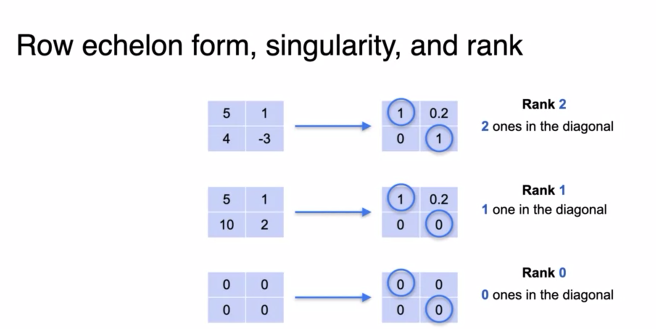 Row echelon form, singularity, and rank
5 1 1 0.2 Rank 2
4 -3 0 1 2 ones in the diagonal
5 1 1 0.2 Rank 1
10 2 0 0 1 one in the diagonal
0 0 0 0 Rank 0
0 0 0 0 0 ones in the diagonal